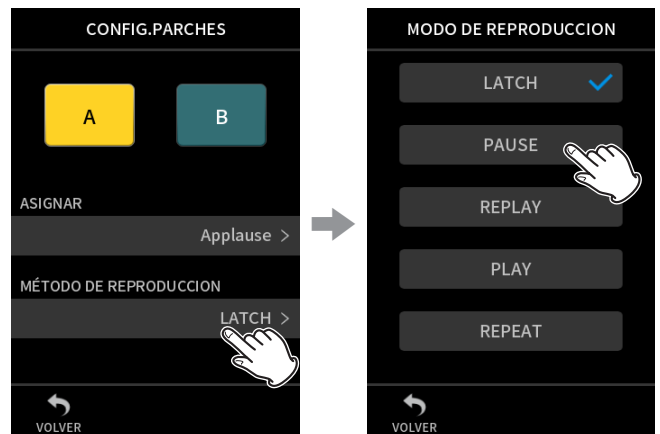 CONFIG.PARCHES
A
B
ASIGNAR
Applause >
MÉTODO DE REPRODUCCION
LATCH >
VOLVER
MODO DE REPRODUCCION
LATCH
PAUSE
REPLAY
PLAY
REPEAT
VOLVER